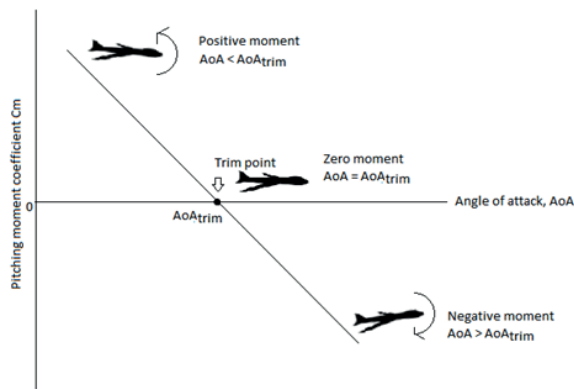 Positive moment
AoA < AoAtrim
Trim point
Zero moment
AoA = AoAtrim
Pitching moment coefficient Cm
0
AoAtrim
Angle of attack, AoA
Negative moment
AoA > AoAtrim